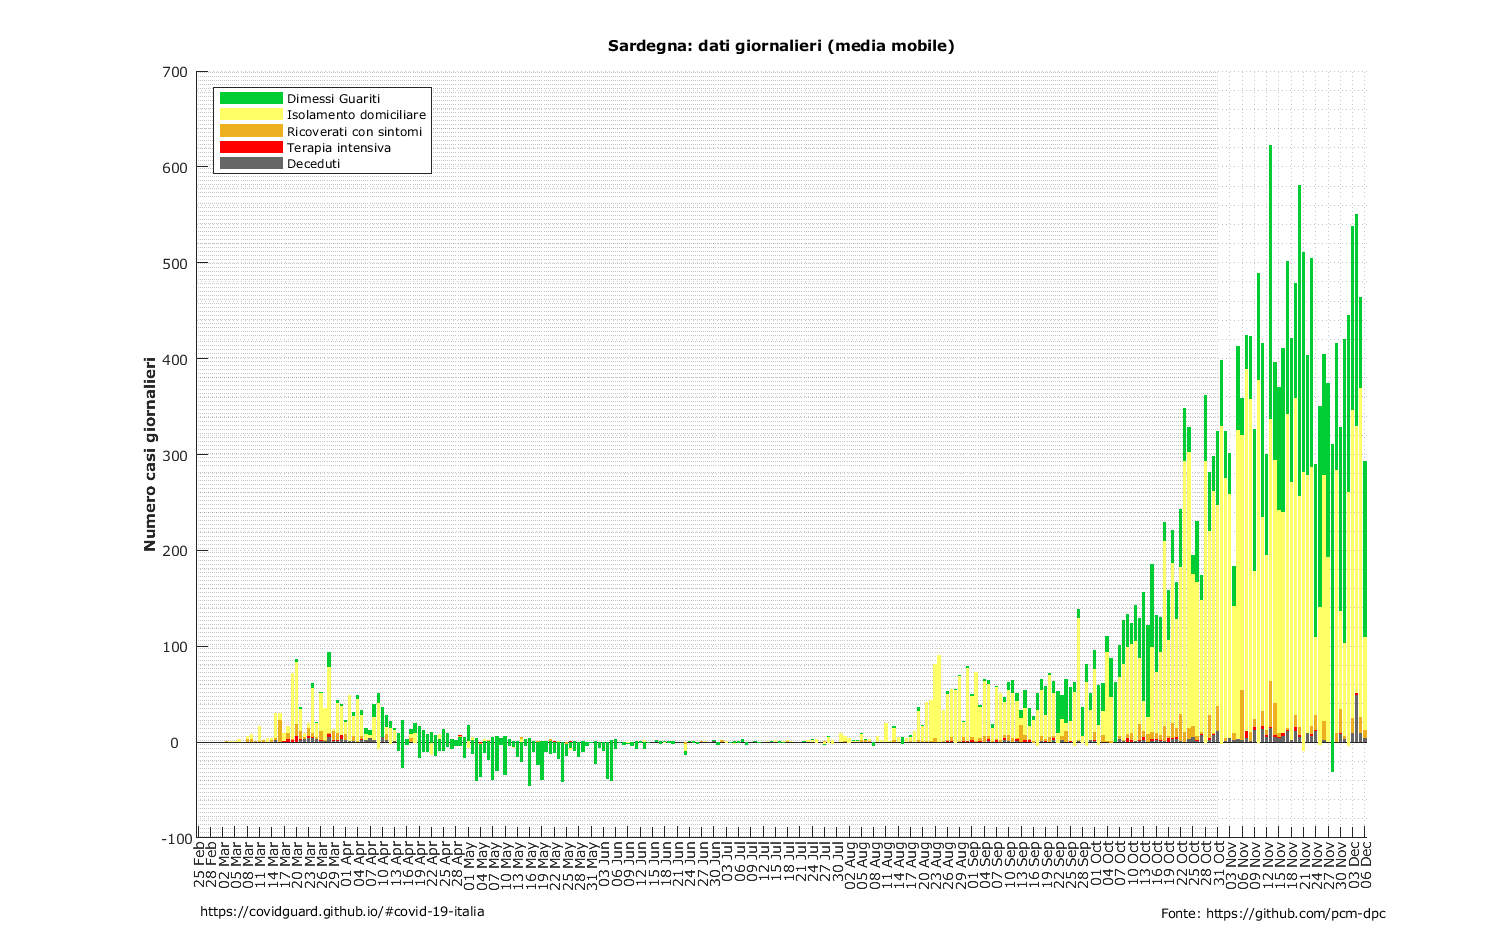 Sardegna: dati giornalieri (media mobile)
700
600
500
400
300
200
100
0
-100
Numero casi giornalieri
Dimessi Guariti
Isolamento domiciliare
Ricoverati con sintomi
Terapia intensiva
Deceduti
25 Feb
28 Feb
02 Mar
05 Mar
08 Mar
11 Mar
14 Mar
17 Mar
20 Mar
23 Mar
26 Mar
29 Mar
01 Apr
04 Apr
07 Apr
10 Apr
13 Apr
16 Apr
19 Apr
22 Apr
25 Apr
28 Apr
01 May
04 May
07 May
10 May
13 May
16 May
19 May
22 May
25 May
28 May
31 May
03 Jun
06 Jun
09 Jun
12 Jun
15 Jun
18 Jun
21 Jun
24 Jun
27 Jun
30 Jun
03 Jul
06 Jul
09 Jul
12 Jul
15 Jul
18 Jul
21 Jul
24 Jul
27 Jul
30 Jul
02 Aug
05 Aug
08 Aug
11 Aug
14 Aug
17 Aug
20 Aug
23 Aug
26 Aug
29 Aug
01 Sep
04 Sep
07 Sep
10 Sep
13 Sep
16 Sep
19 Sep
22 Sep
25 Sep
28 Sep
01 Oct
04 Oct
07 Oct
10 Oct
13 Oct
16 Oct
19 Oct
22 Oct
25 Oct
28 Oct
31 Oct
03 Nov
06 Nov
09 Nov
12 Nov
15 Nov
18 Nov
21 Nov
24 Nov
27 Nov
30 Nov
03 Dec
06 Dec
https://covidguard.github.io/#covid-19-italia
Fonte: https://github.com/pcm-dpc